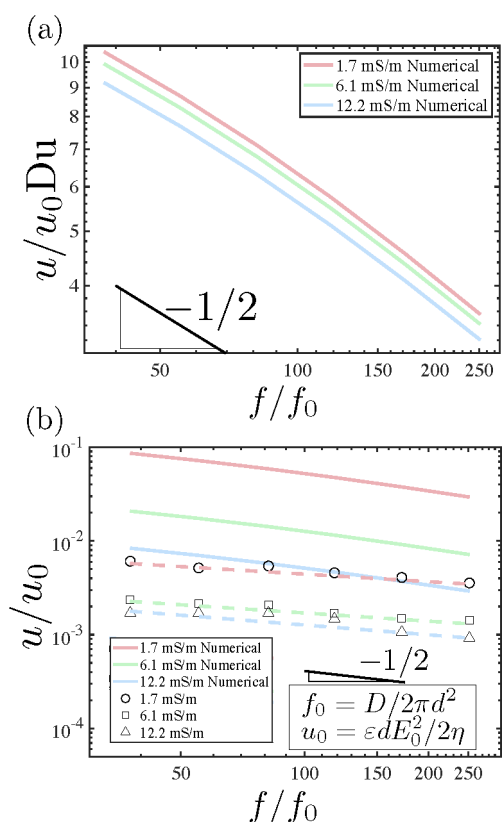 (a)
10
9
8
7
6
5
4
u/u₀Du
1.7 mS/m Numerical
6.1 mS/m Numerical
12.2 mS/m Numerical
−1/2
50 100 150 200 250
f/f₀
(b)
10⁻¹
10⁻²
10⁻³
10⁻⁴
u/u₀
1.7 mS/m Numerical
6.1 mS/m Numerical
12.2 mS/m Numerical
1.7 mS/m
6.1 mS/m
12.2 mS/m
−1/2
f₀ = D/2πd²
u₀ = εdE₀²/2η
50 100 150 200 250
f/f₀